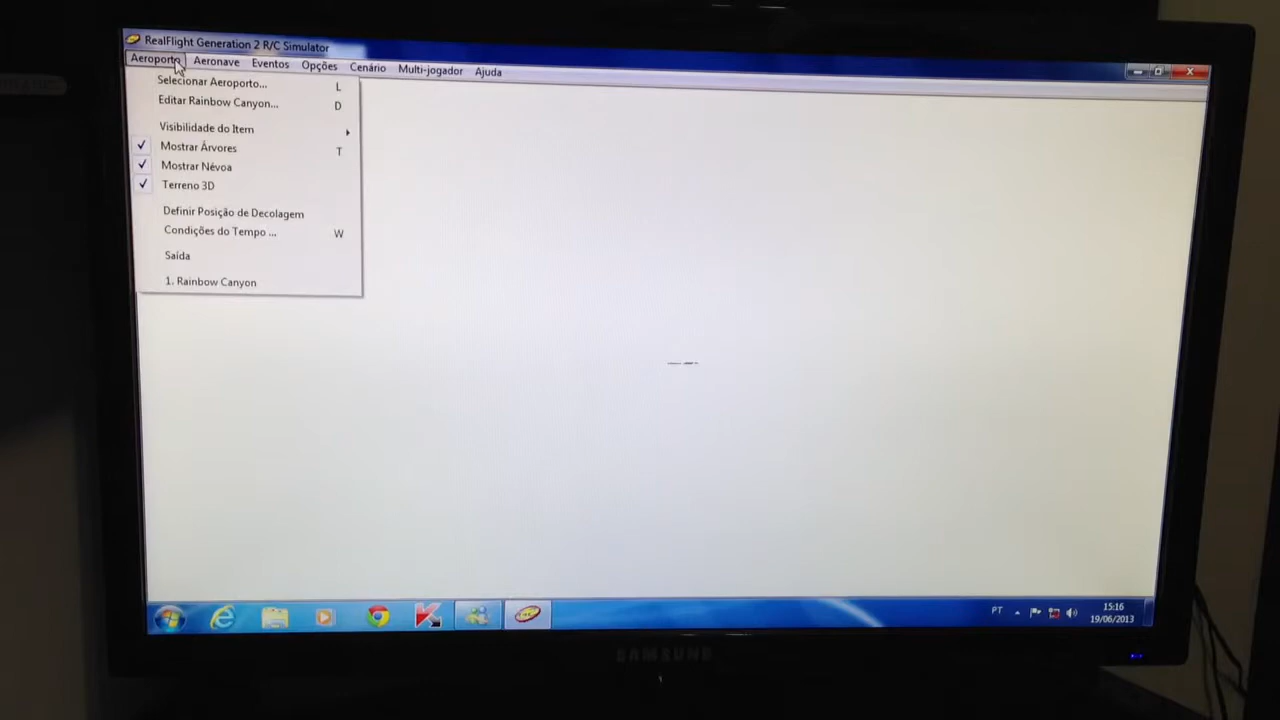 RealFlight Generation 2 R/C Simulator
Aeroporto Aeronave Eventos Opções Cenário Multi-jogador Ajuda
Selecionar Aeroporto... L
Editar Rainbow Canyon... D
Visibilidade do Item
Mostrar Árvores T
Mostrar Névoa
Terreno 3D
Definir Posição de Decolagem
Condições do Tempo ... W
Saída
1. Rainbow Canyon
PT
15:16
19/06/2013
SAMSUNG